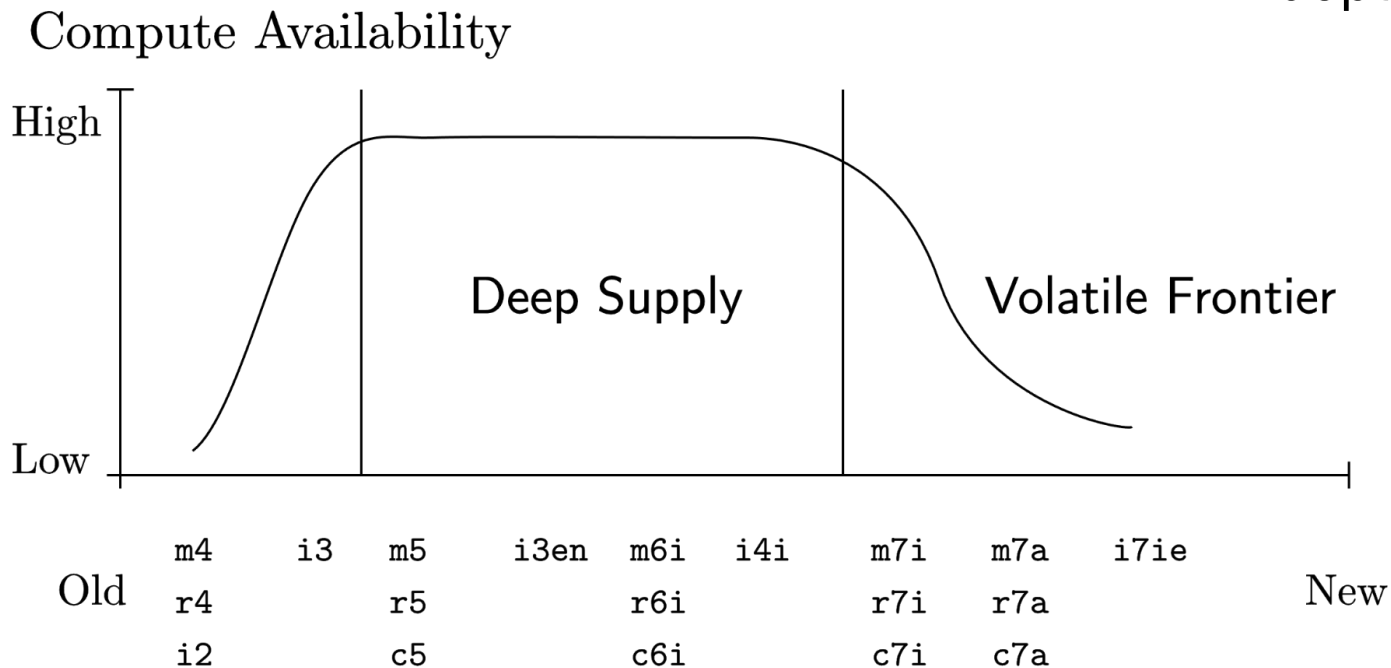 Compute Availability
High
Deep Supply
Volatile Frontier
Low
m4 i3 m5 i3en m6i i4i m7i m7a i7ie
Old r4 r5 r6i r7i r7a New
i2 c5 c6i c7i c7a